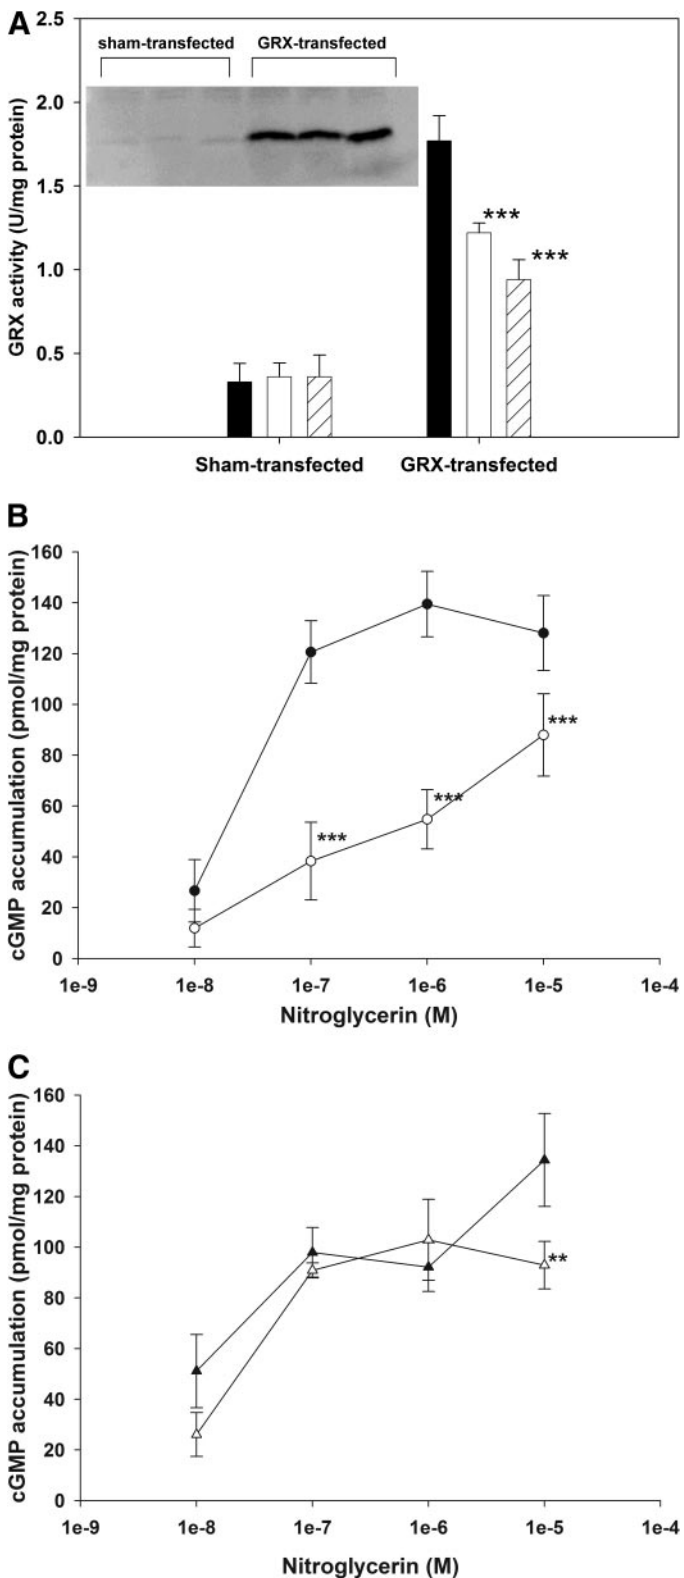 A
sham-transfected GRX-transfected
GRX activity (U/mg protein)
2.5
2.0
1.5
1.0
0.5
0.0
***
***
Sham-transfected GRX-transfected
B
cGMP accumulation (pmol/mg protein)
160
140
120
100
80
60
40
20
0
***
***
***
1e-9 1e-8 1e-7 1e-6 1e-5 1e-4
Nitroglycerin (M)
C
cGMP accumulation (pmol/mg protein)
160
140
120
100
80
60
40
20
0
**
1e-9 1e-8 1e-7 1e-6 1e-5 1e-4
Nitroglycerin (M)